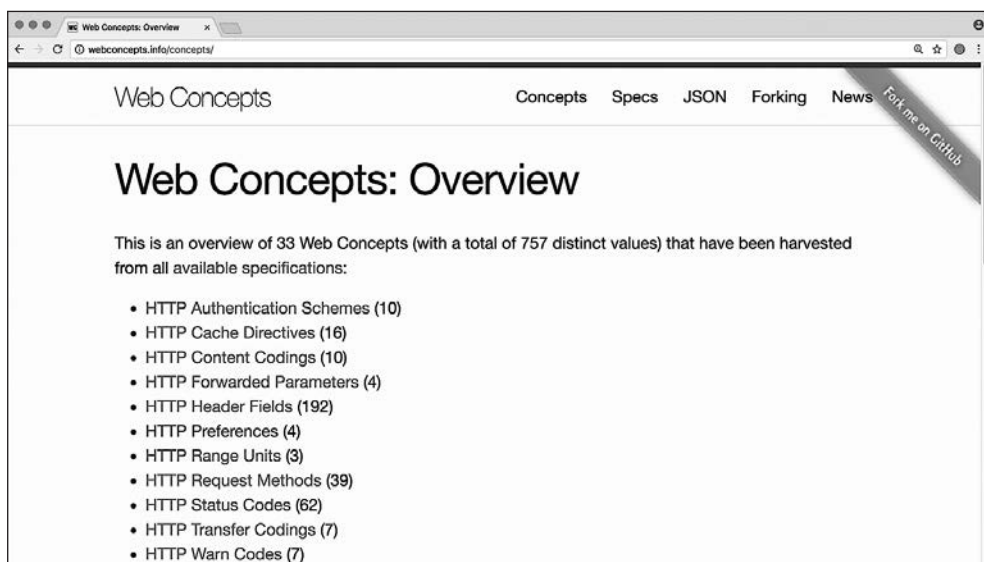 Web Concepts: Overview
webconcepts.info/concepts/
Web Concepts
Concepts Specs JSON Forking News
Fork me on GitHub
Web Concepts: Overview
This is an overview of 33 Web Concepts (with a total of 757 distinct values) that have been harvested
from all available specifications:
• HTTP Authentication Schemes (10)
• HTTP Cache Directives (16)
• HTTP Content Codings (10)
• HTTP Forwarded Parameters (4)
• HTTP Header Fields (192)
• HTTP Preferences (4)
• HTTP Range Units (3)
• HTTP Request Methods (39)
• HTTP Status Codes (62)
• HTTP Transfer Codings (7)
• HTTP Warn Codes (7)